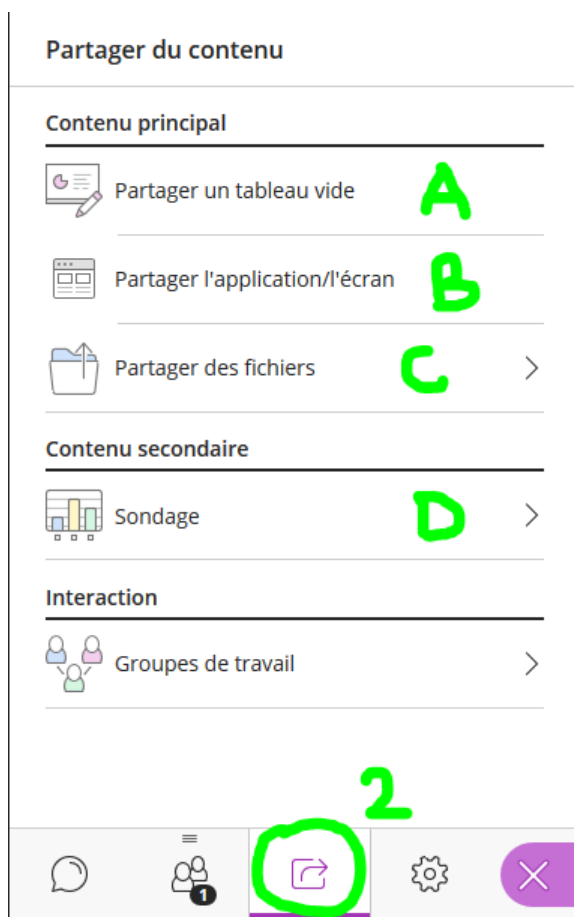 Partager du contenu
Contenu principal
Partager un tableau vide A
Partager l'application/l'écran B
Partager des fichiers C
Contenu secondaire
Sondage D
Interaction
Groupes de travail
2
1